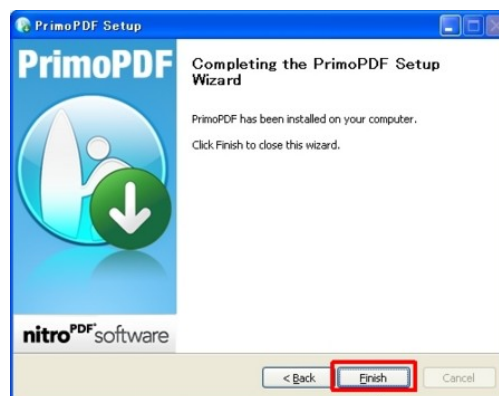 PrimoPDF Setup
PrimoPDF
Completing the PrimoPDF Setup
Wizard
PrimoPDF has been installed on your computer.
Click Finish to close this wizard.
nitroPDF software
< Back
Finish
Cancel